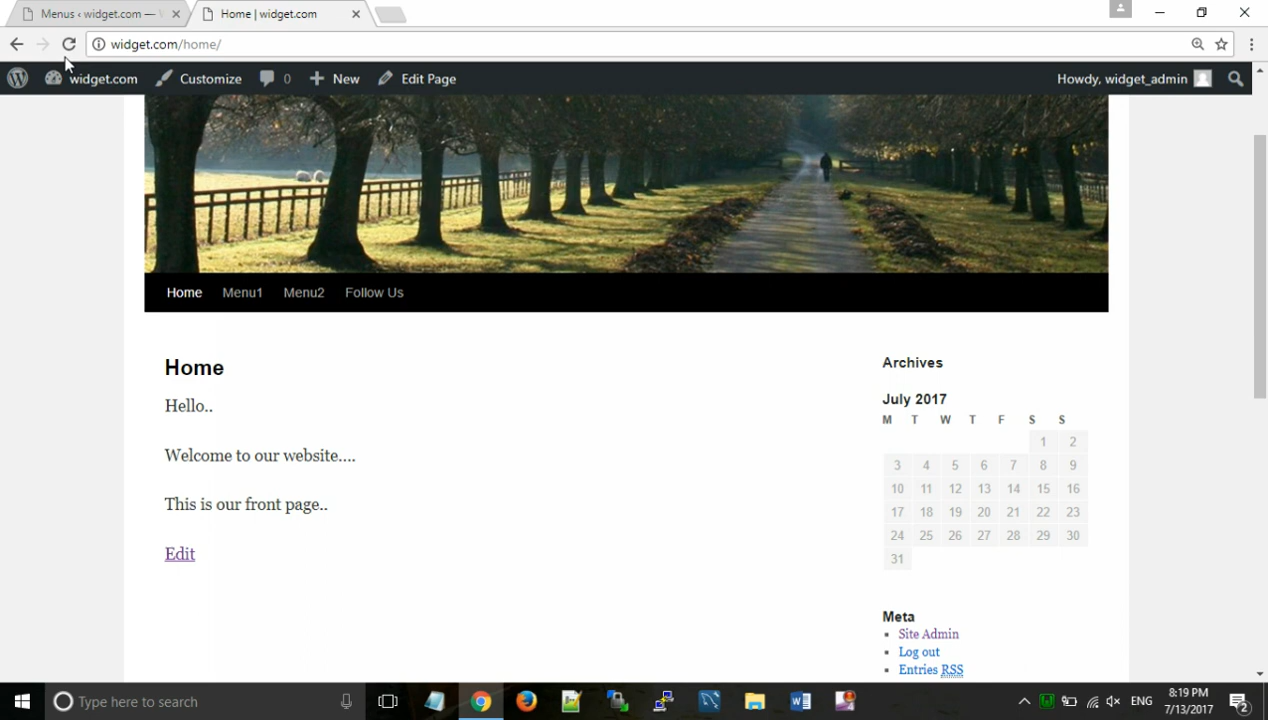 Menus ‹ widget.com —
Home | widget.com
widget.com/home/
widget.com
Customize
0
New
Edit Page
Howdy, widget_admin
Home Menu1 Menu2 Follow Us
Home
Hello..
Welcome to our website....
This is our front page..
Edit
Archives
July 2017
M T W T F S S
1 2
3 4 5 6 7 8 9
10 11 12 13 14 15 16
17 18 19 20 21 22 23
24 25 26 27 28 29 30
31
Meta
Site Admin
Log out
Entries RSS
Type here to search
ENG
8:19 PM
7/13/2017
2